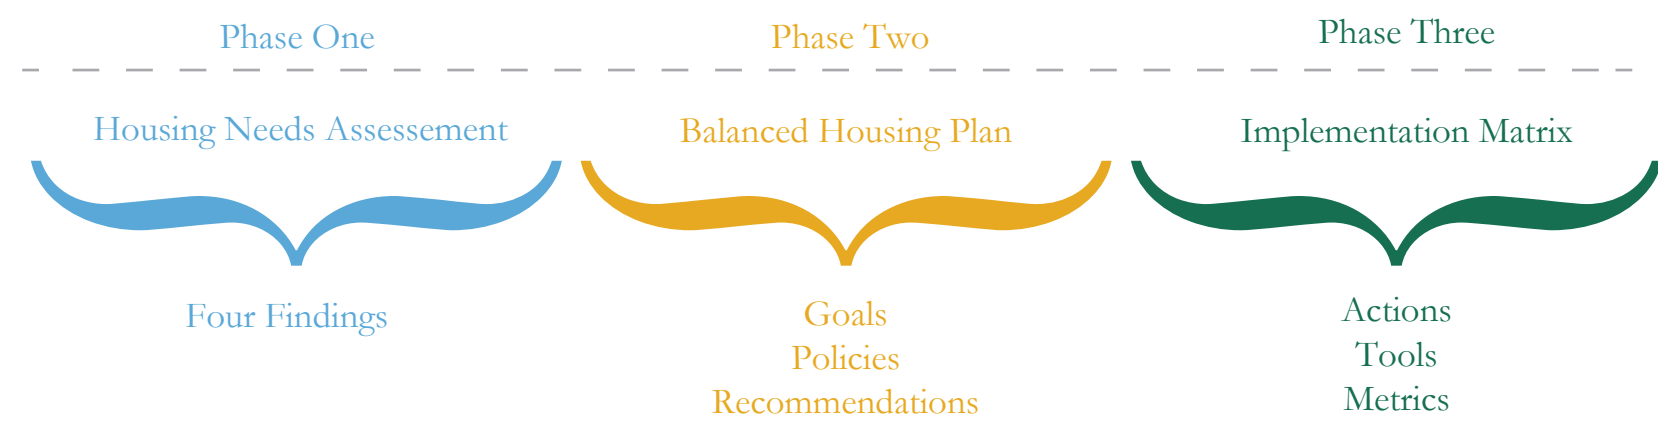 Phase One
Phase Two
Phase Three
Housing Needs Assessement
Balanced Housing Plan
Implementation Matrix
Four Findings
Goals
Policies
Recommendations
Actions
Tools
Metrics